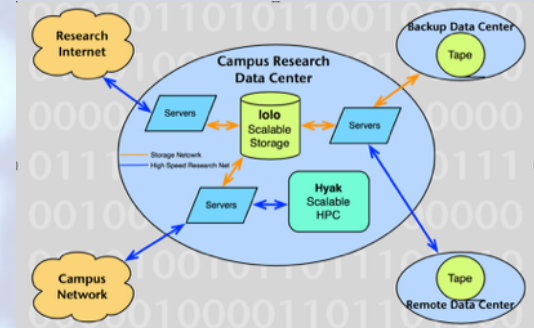 Research
Internet
Backup Data Center
Tape
Campus Research
Data Center
Servers
lolo
Scalable
Storage
Servers
Storage Netowrk
High Speed Research Net
Servers
Hyak
Scalable
HPC
Campus
Network
Tape
Remote Data Center